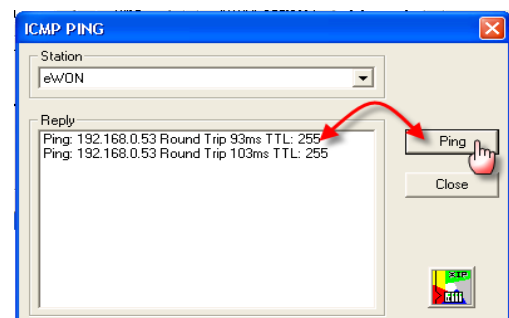 ICMP PING
Station
eWON
Reply
Ping: 192.168.0.53 Round Trip 93ms TTL: 255
Ping: 192.168.0.53 Round Trip 103ms TTL: 255
Ping
Close
XIP